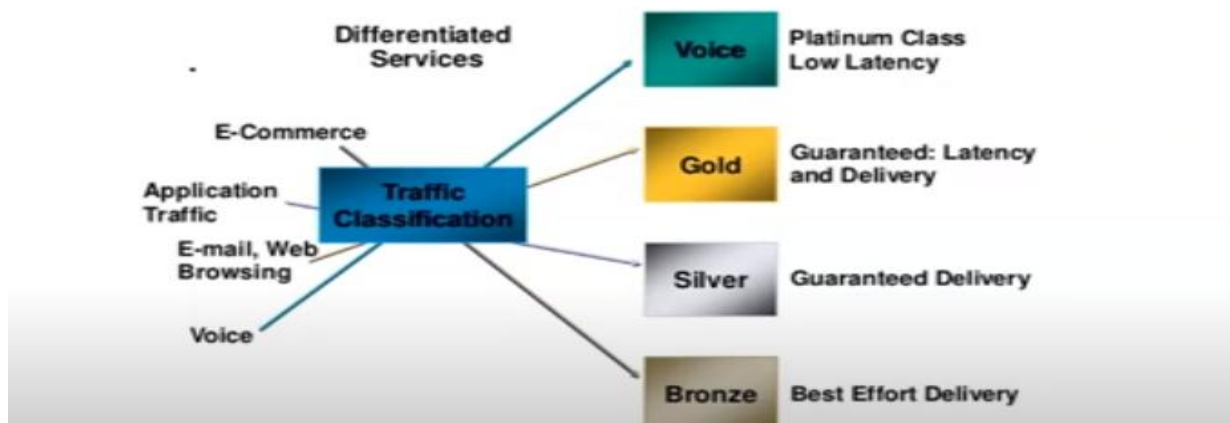 Differentiated
Services
E-Commerce
Application
Traffic
E-mail, Web
Browsing
Voice
Traffic
Classification
Voice
Platinum Class
Low Latency
Gold
Guaranteed: Latency
and Delivery
Silver
Guaranteed Delivery
Bronze
Best Effort Delivery